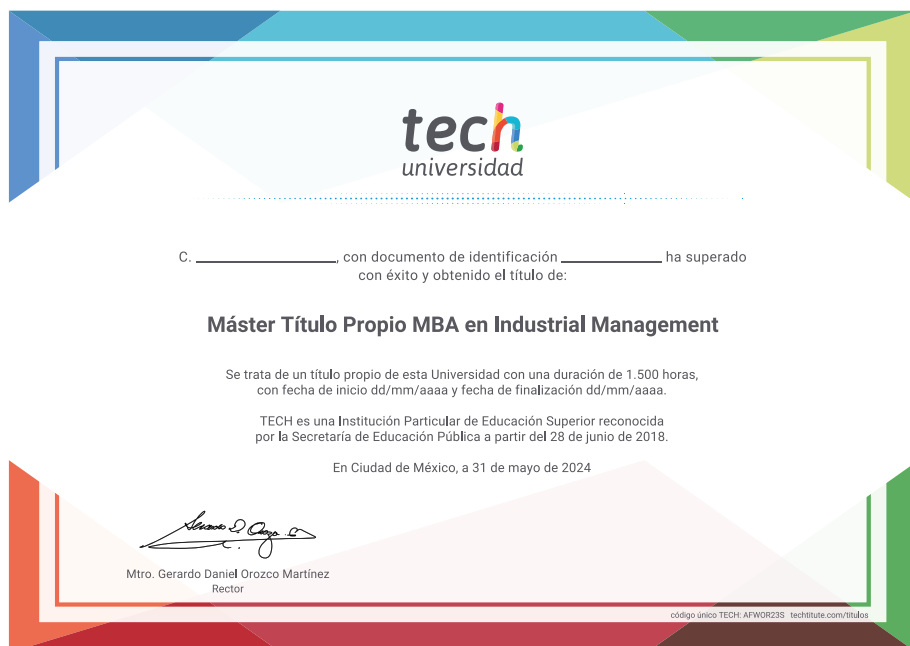 tech
universidad
C. , con documento de identificación ha superado
con éxito y obtenido el título de:
Máster Título Propio MBA en Industrial Management
Se trata de un título propio de esta Universidad con una duración de 1.500 horas,
con fecha de inicio dd/mm/aaaa y fecha de finalización dd/mm/aaaa.
TECH es una Institución Particular de Educación Superior reconocida
por la Secretaría de Educación Pública a partir del 28 de junio de 2018.
En Ciudad de México, a 31 de mayo de 2024
Mtro. Gerardo Daniel Orozco Martínez
Rector
código único TECH: AFWOR23S techtitute.com/titulos